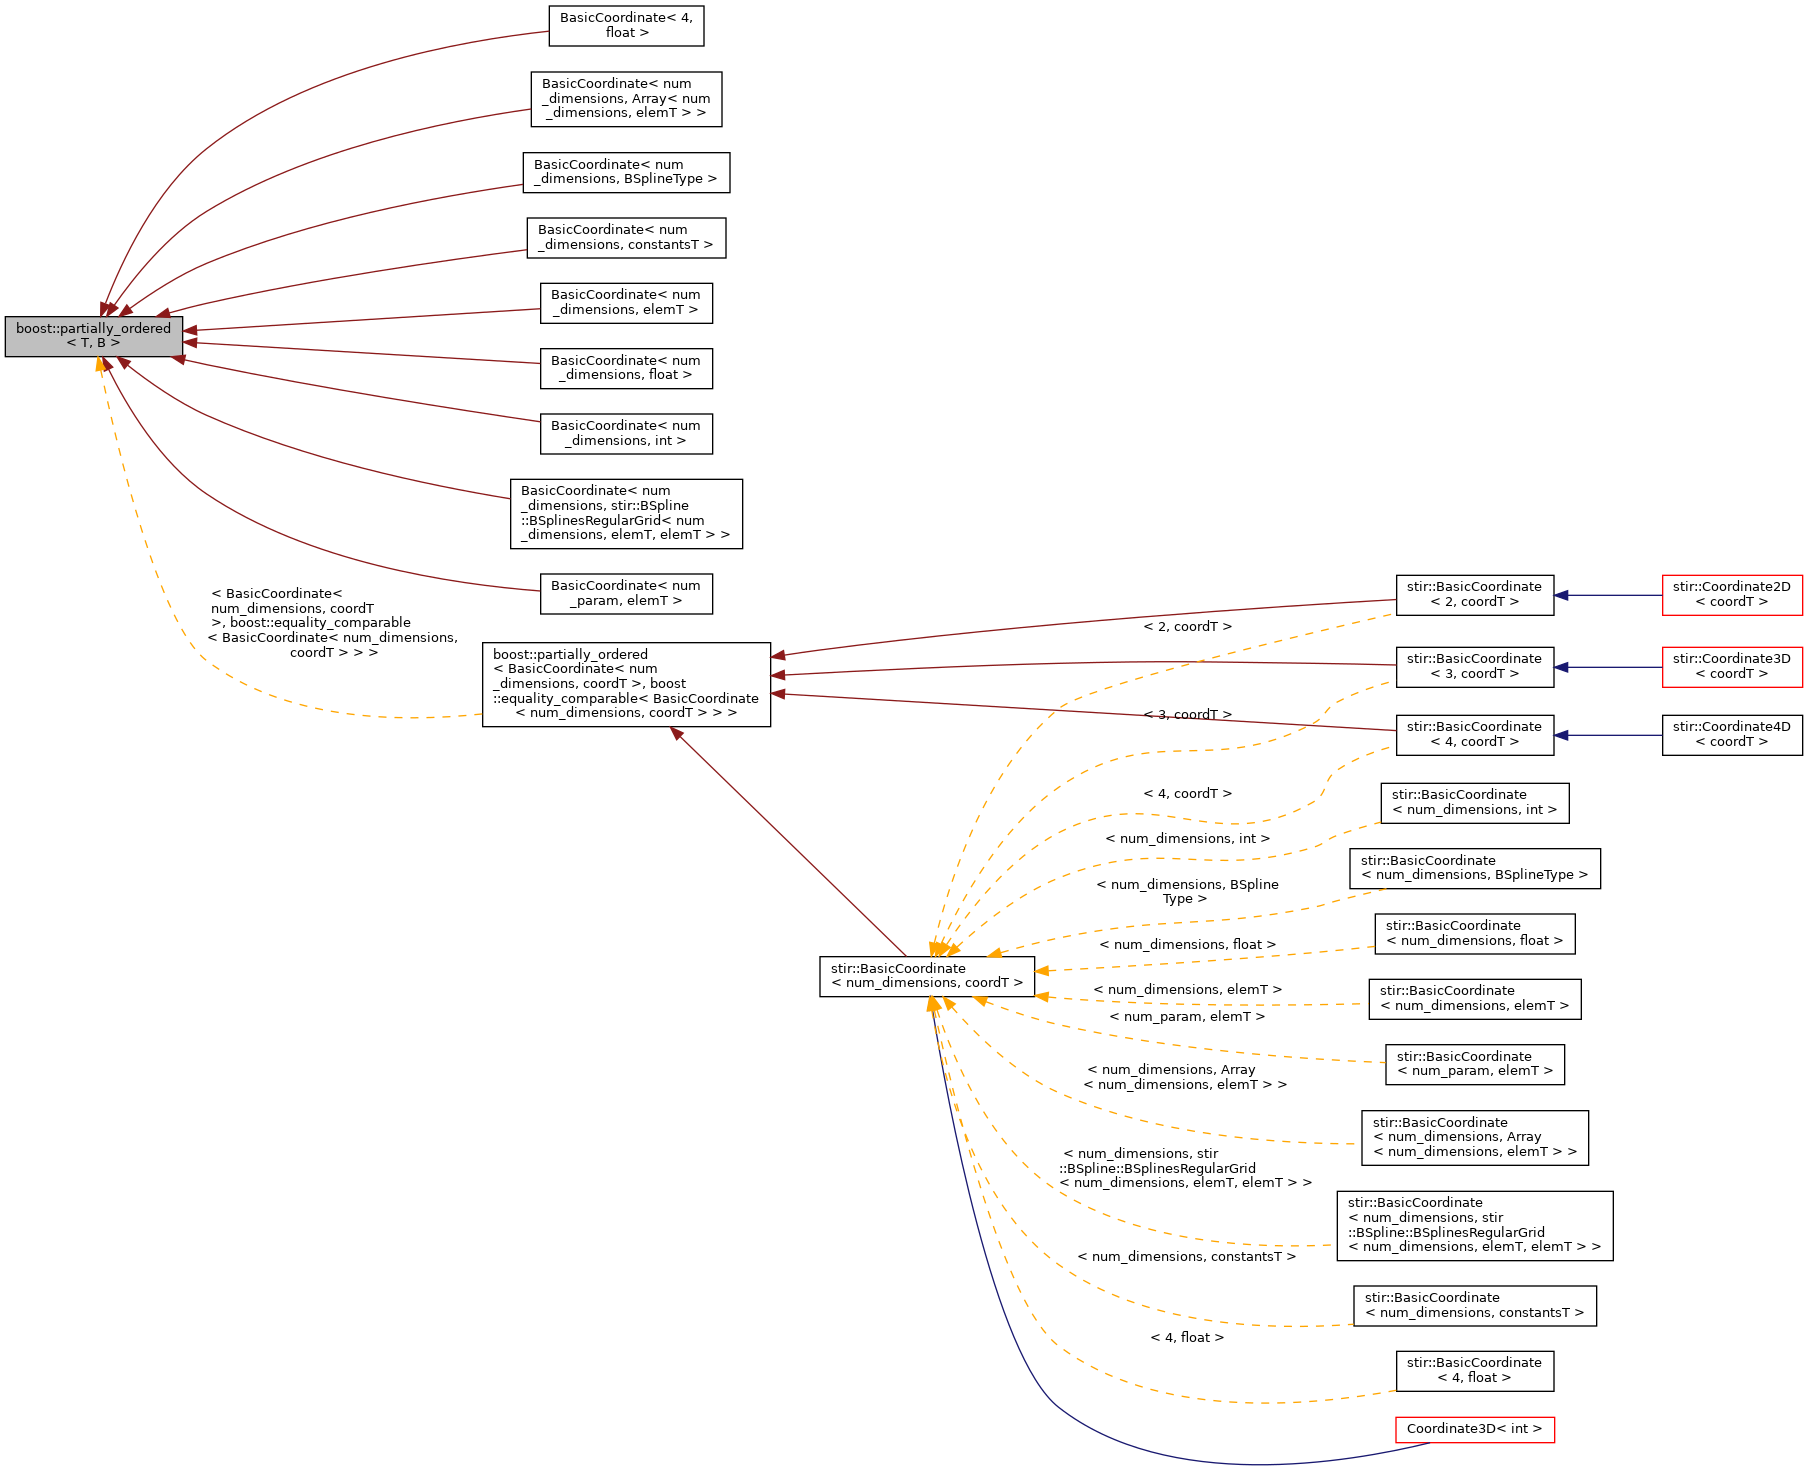 BasicCoordinate< 4,
float >
BasicCoordinate< num
_dimensions, Array< num
_dimensions, elemT > >
BasicCoordinate< num
_dimensions, BSplineType >
BasicCoordinate< num
_dimensions, constantsT >
BasicCoordinate< num
_dimensions, elemT >
boost::partially_ordered
< T, B >
BasicCoordinate< num
_dimensions, float >
BasicCoordinate< num
_dimensions, int >
BasicCoordinate< num
_dimensions, stir::BSpline
::BSplinesRegularGrid< num
_dimensions, elemT, elemT > >
BasicCoordinate< num
_param, elemT >
< BasicCoordinate<
num_dimensions, coordT
>, boost::equality_comparable
< BasicCoordinate< num_dimensions,
coordT > > >
boost::partially_ordered
< BasicCoordinate< num
_dimensions, coordT >, boost
::equality_comparable< BasicCoordinate
< num_dimensions, coordT > > >
stir::BasicCoordinate
< 2, coordT >
stir::Coordinate2D
< coordT >
< 2, coordT >
stir::BasicCoordinate
< 3, coordT >
stir::Coordinate3D
< coordT >
< 3, coordT >
stir::BasicCoordinate
< 4, coordT >
stir::Coordinate4D
< coordT >
< 4, coordT >
stir::BasicCoordinate
< num_dimensions, int >
< num_dimensions, int >
stir::BasicCoordinate
< num_dimensions, BSplineType >
< num_dimensions, BSpline
Type >
stir::BasicCoordinate
< num_dimensions, float >
< num_dimensions, float >
stir::BasicCoordinate
< num_dimensions, coordT >
stir::BasicCoordinate
< num_dimensions, elemT >
< num_dimensions, elemT >
< num_param, elemT >
stir::BasicCoordinate
< num_param, elemT >
< num_dimensions, Array
< num_dimensions, elemT > >
stir::BasicCoordinate
< num_dimensions, Array
< num_dimensions, elemT > >
< num_dimensions, stir
::BSpline::BSplinesRegularGrid
< num_dimensions, elemT, elemT > >
stir::BasicCoordinate
< num_dimensions, stir
::BSpline::BSplinesRegularGrid
< num_dimensions, elemT, elemT > >
< num_dimensions, constantsT >
stir::BasicCoordinate
< num_dimensions, constantsT >
< 4, float >
stir::BasicCoordinate
< 4, float >
Coordinate3D< int >